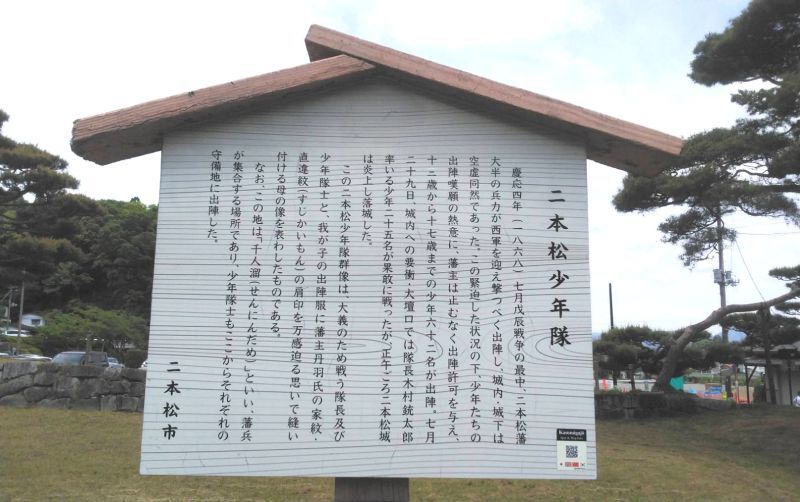 二本松少年隊
慶応四年(一八六八)七月戊辰戦争の最中、二本松藩
大半の兵力が西軍を迎え撃つべく出陣し、城内・城下は
空虚同然であった。この緊迫した状況の下、少年たちの
出陣嘆願の熱意に、藩主は止むなく出陣許可を与え、
十三歳から十七歳までの少年六十二名が出陣。七月
二十九日、城内への要衝・大壇口では隊長木村銃太郎
率いる少年二十五名が果敢に戦ったが、正午ごろ二本松城
は炎上し落城した。
この二本松少年隊群像は、大義のため戦う隊長及び
少年隊士と、我が子の出陣服に藩主丹羽氏の家紋・
直違紋(すじかいもん)の肩印を万感迫る思いで縫い
付ける母の像を表わしたものである。
なお、この地は「千人溜(せんにんだめ)」といい、藩兵
が集合する場所であり、少年隊士もここからそれぞれの
守備地に出陣した。
二本松市